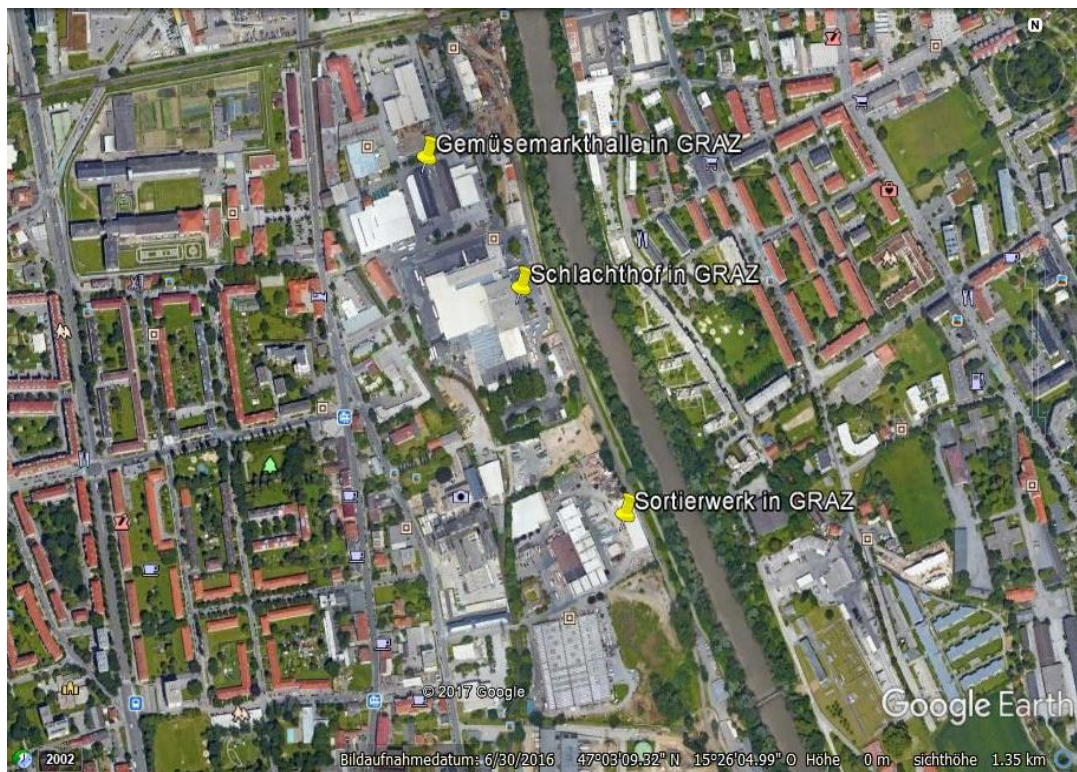 N
Gemüsemarkthalle in GRAZ
Schlachthof in GRAZ
Sortierwerk in GRAZ
© 2017 Google
Google Earth
2002
Bildaufnahmedatum: 6/30/2016 47°03'09.32" N 15°26'04.99" O Höhe 0 m sichthöhe 1.35 km